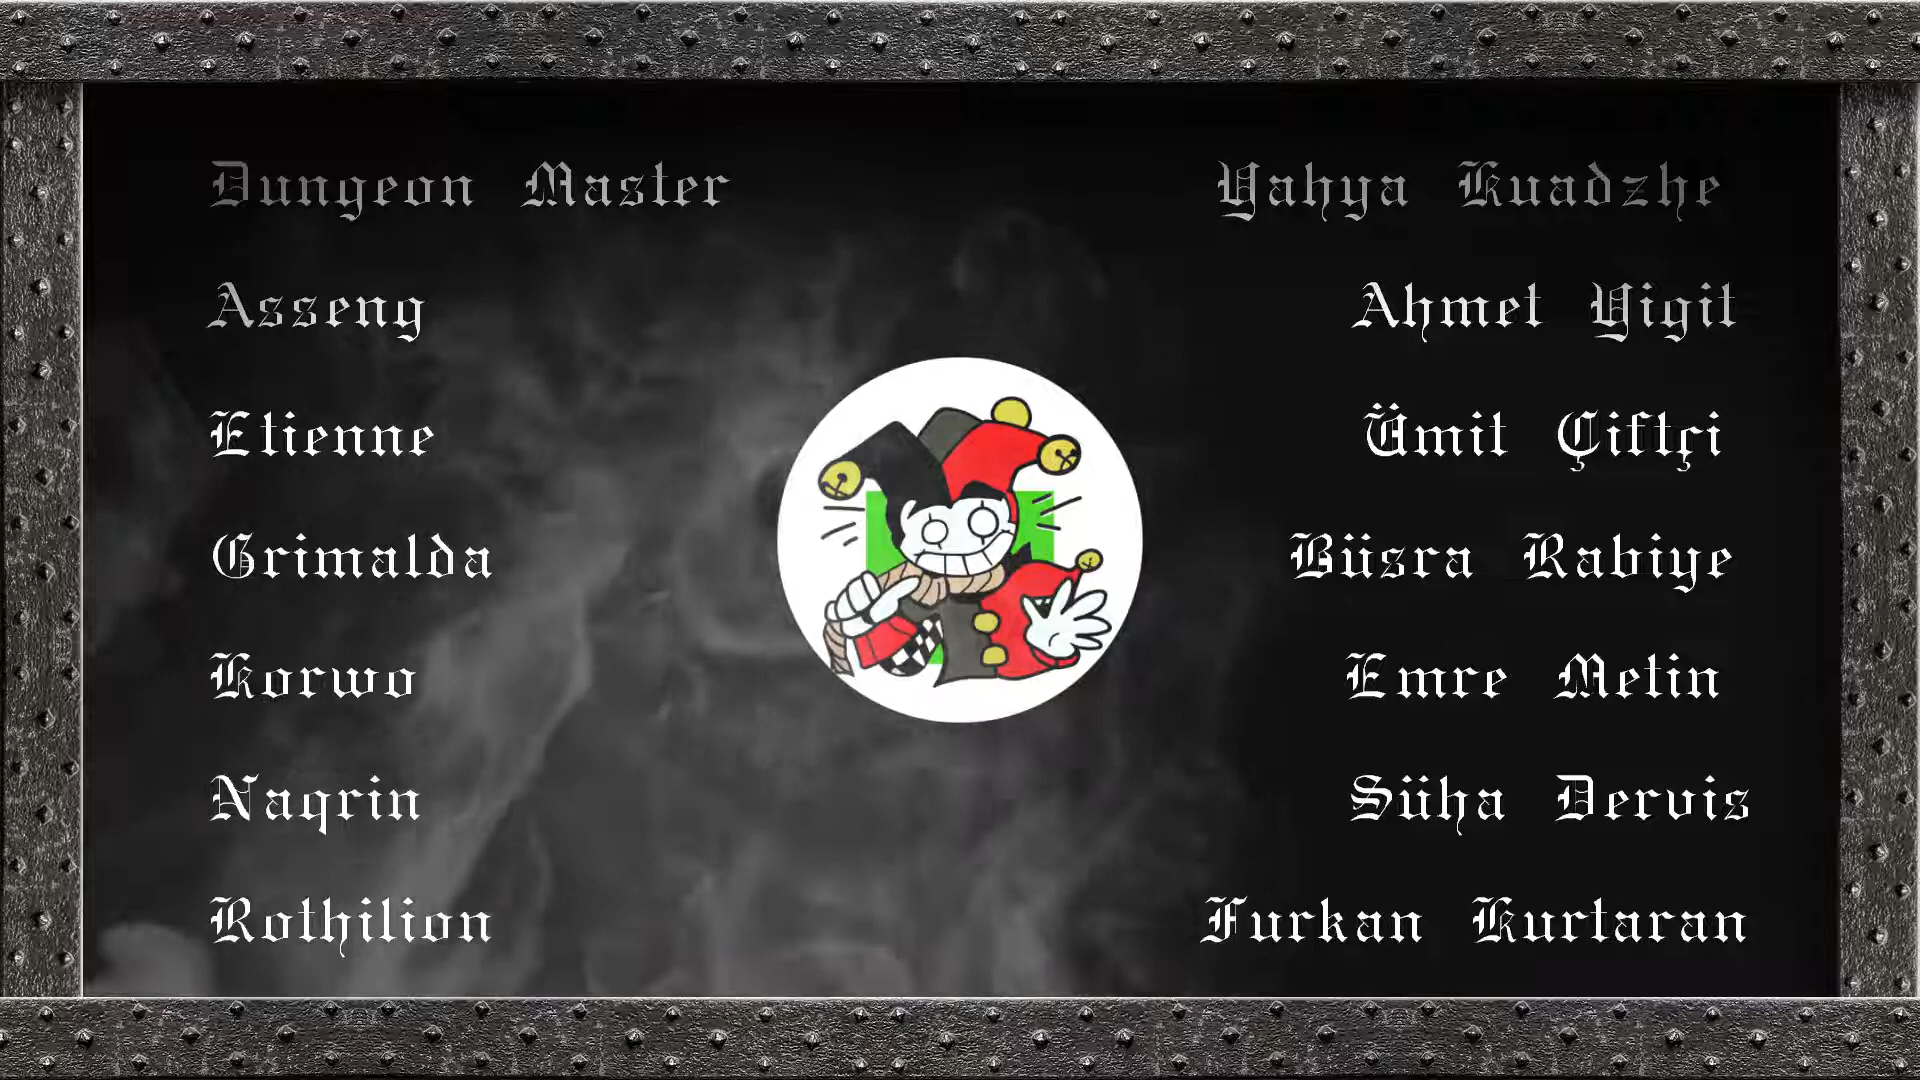 Dungeon Master Yahya Kuadzhe
Asseng Ahmet Yigit
Etienne Ümit Çiftçi
Grimalda Büsra Rabiye
Korwo Emre Metin
Naqrin Süha Dervis
Rothilion Furkan Kurtaran